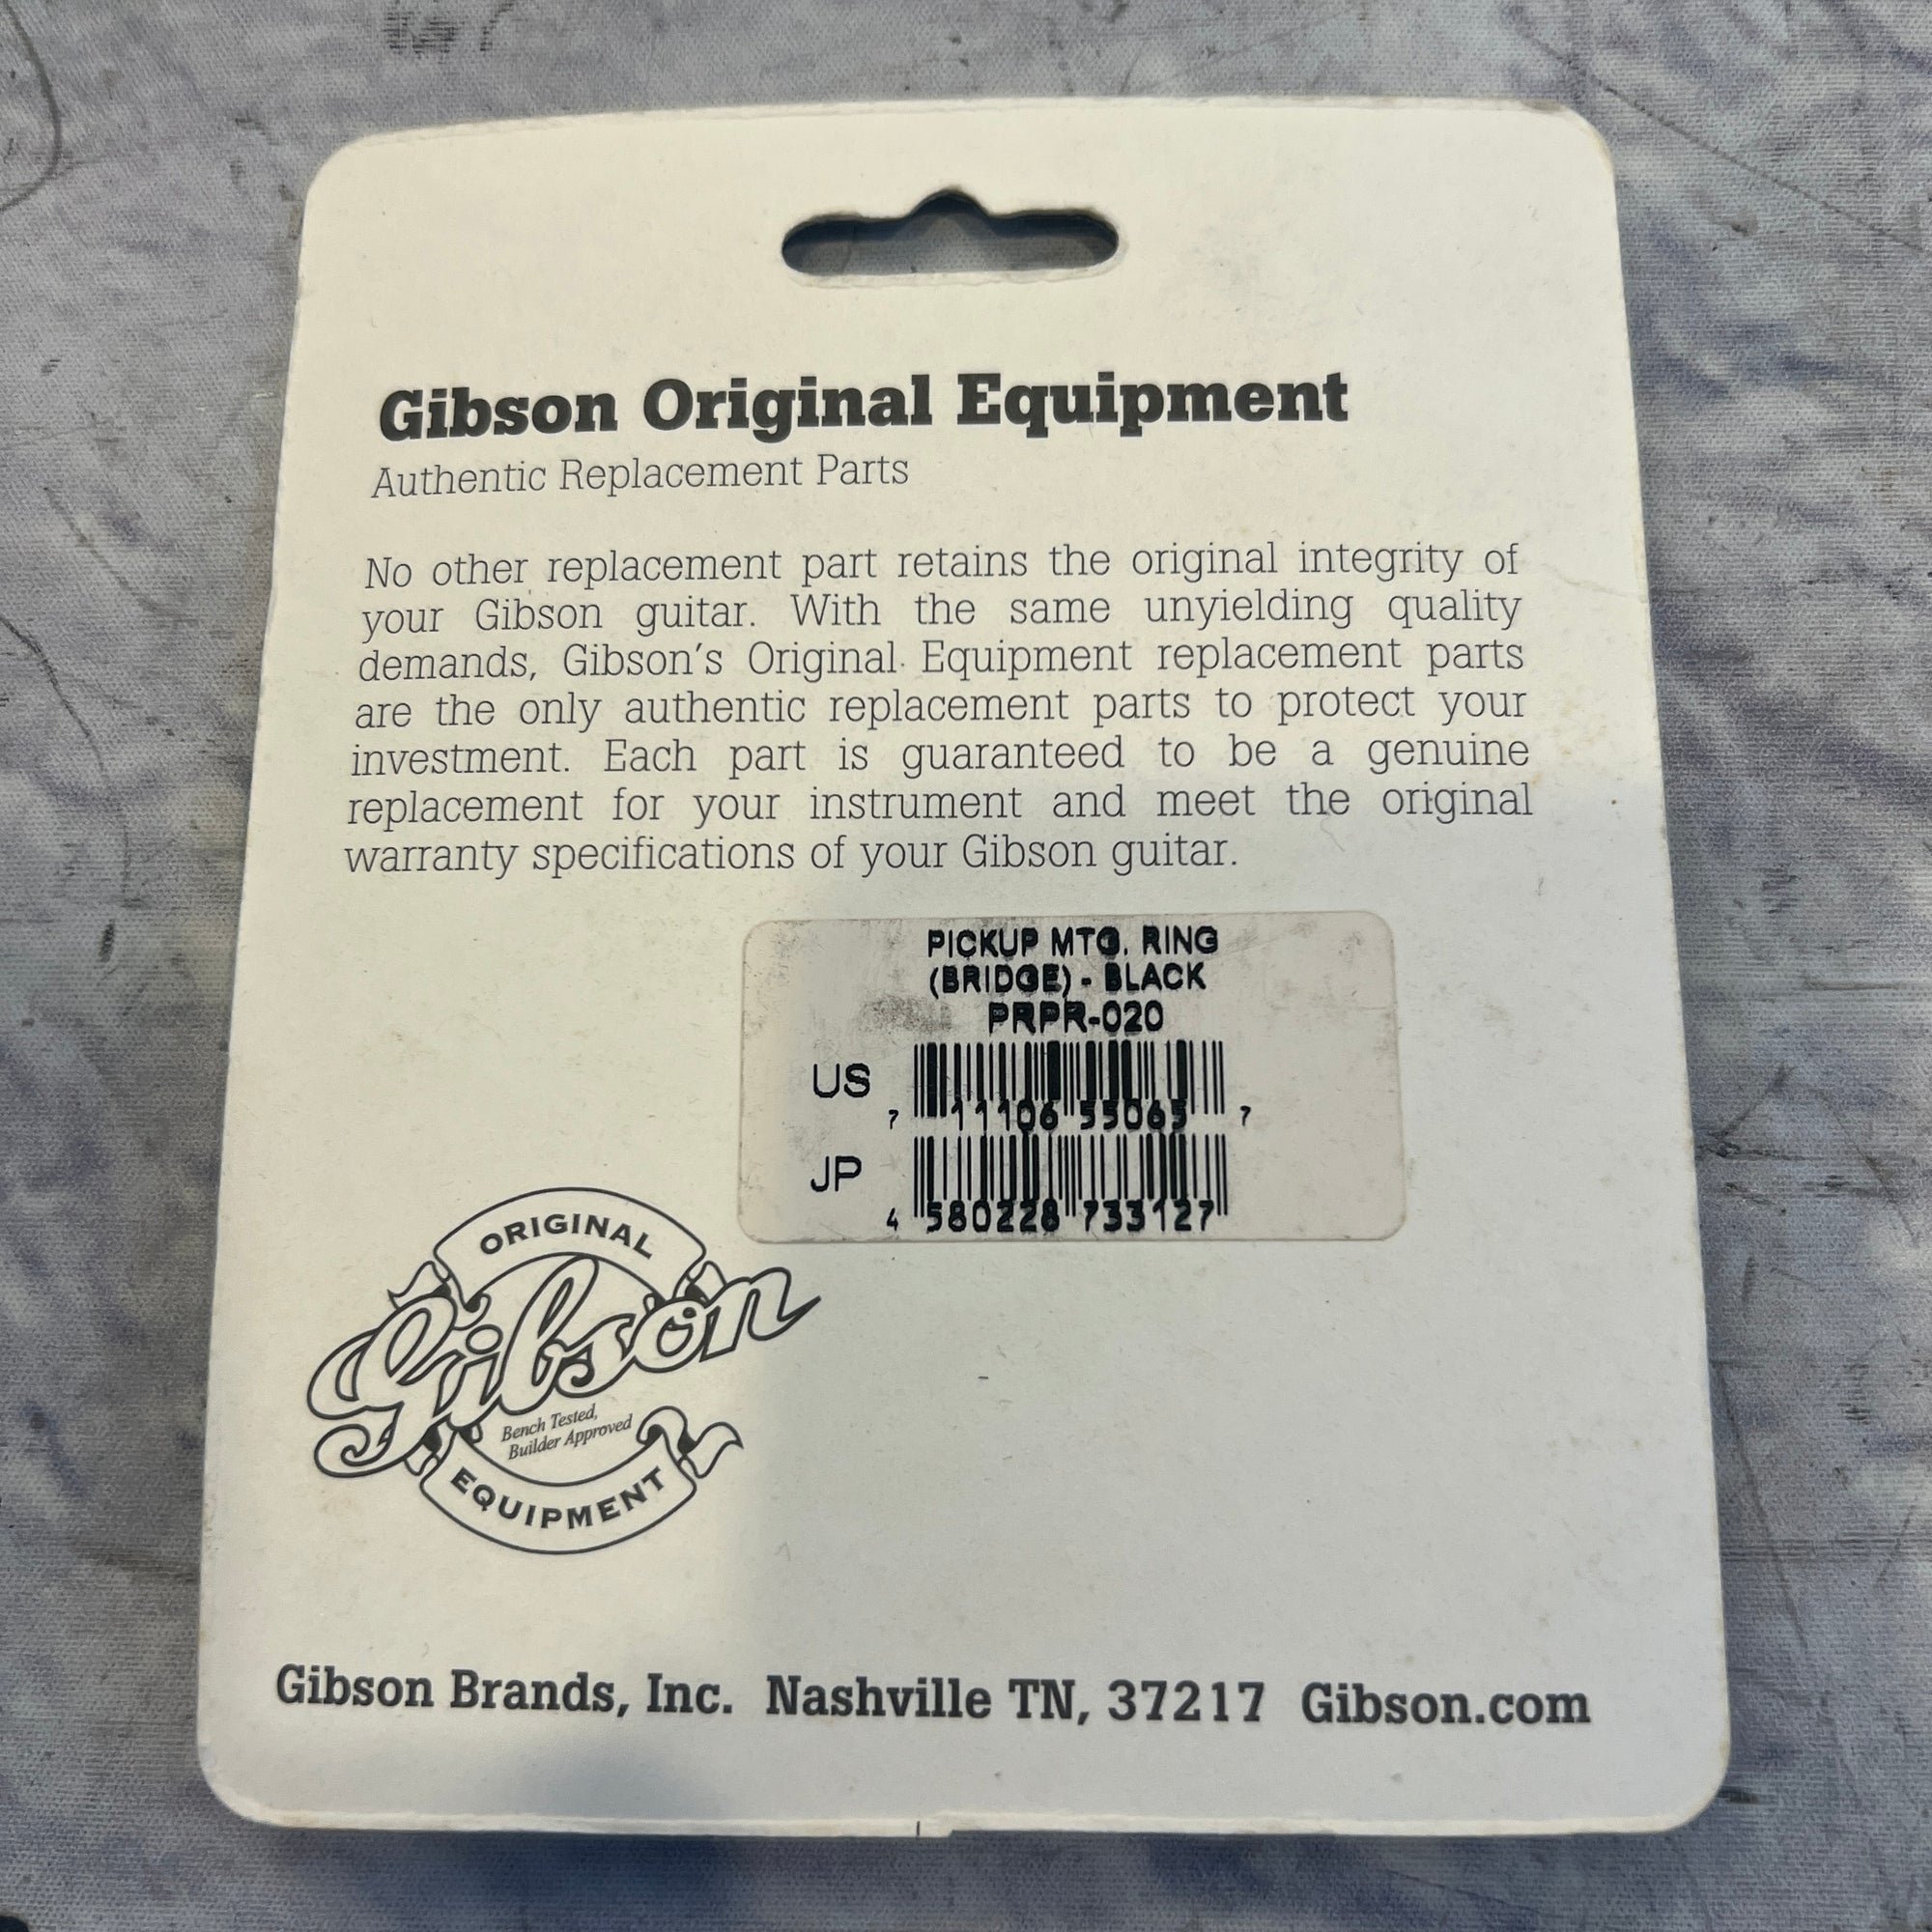 Gibson Original Equipment
Authentic Replacement Parts
No other replacement part retains the original integrity of
your Gibson guitar. With the same unyielding quality
demands, Gibson's Original Equipment replacement parts
are the only authentic replacement parts to protect your
investment. Each part is guaranteed to be a genuine
replacement for your instrument and meet the original
warranty specifications of your Gibson guitar.
PICKUP MTG. RING
(BRIDGE) - BLACK
PRPR-020
US
7 11106 55065 7
JP
4 580228 733127
ORIGINAL
Gibson
Bench Tested,
Builder Approved
EQUIPMENT
Gibson Brands, Inc. Nashville TN, 37217 Gibson.com